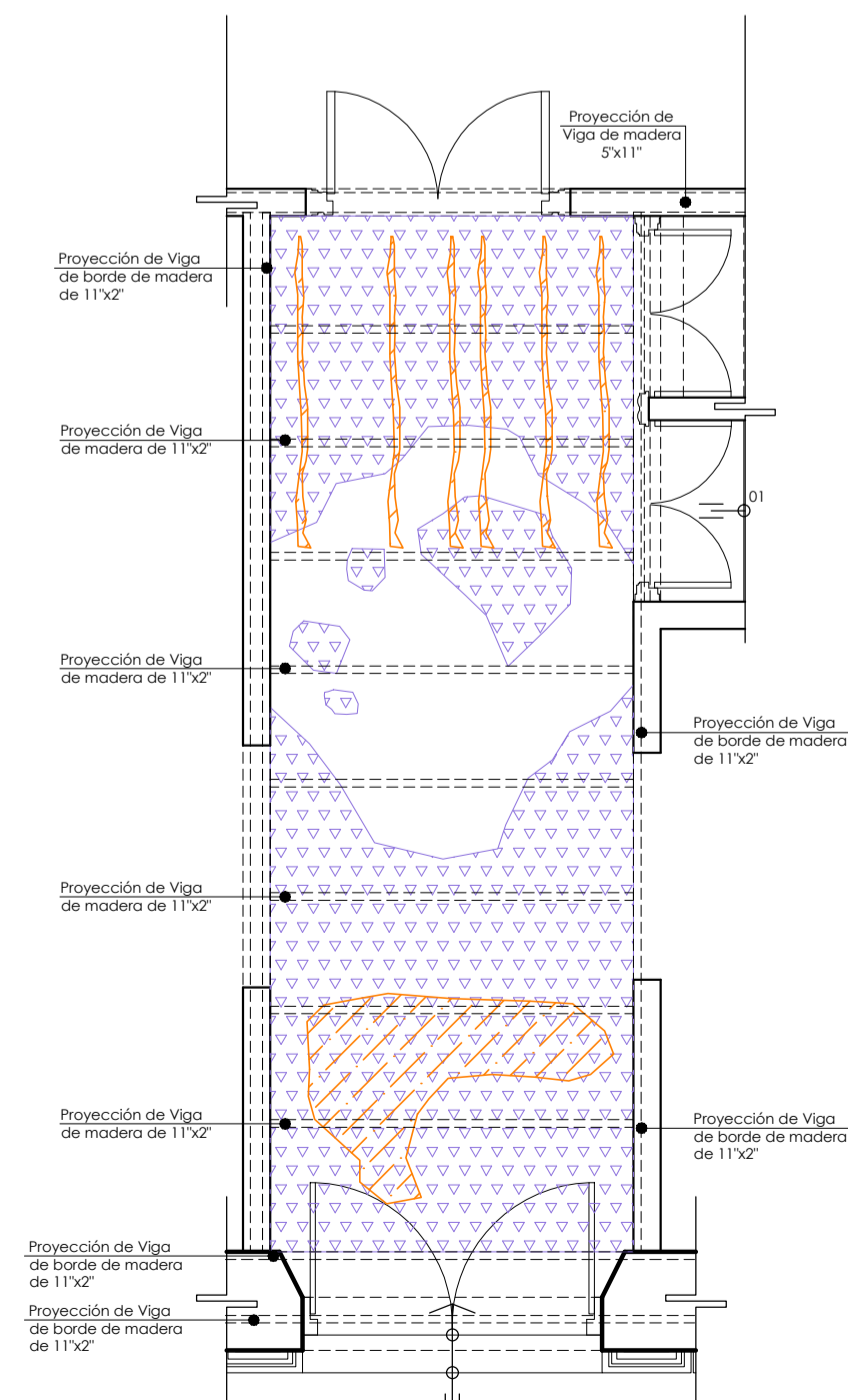 Proyección de
Viga de madera
5"x11"
Proyección de Viga
de borde de madera
de 11"x2"
Proyección de Viga
de madera de 11"x2"
01
Proyección de Viga
de madera de 11"x2"
Proyección de Viga
de borde de madera
de 11"x2"
Proyección de Viga
de madera de 11"x2"
Proyección de Viga
de madera de 11"x2"
Proyección de Viga
de borde de madera
de 11"x2"
Proyección de Viga
de borde de madera
de 11"x2"
Proyección de Viga
de borde de madera
de 11"x2"